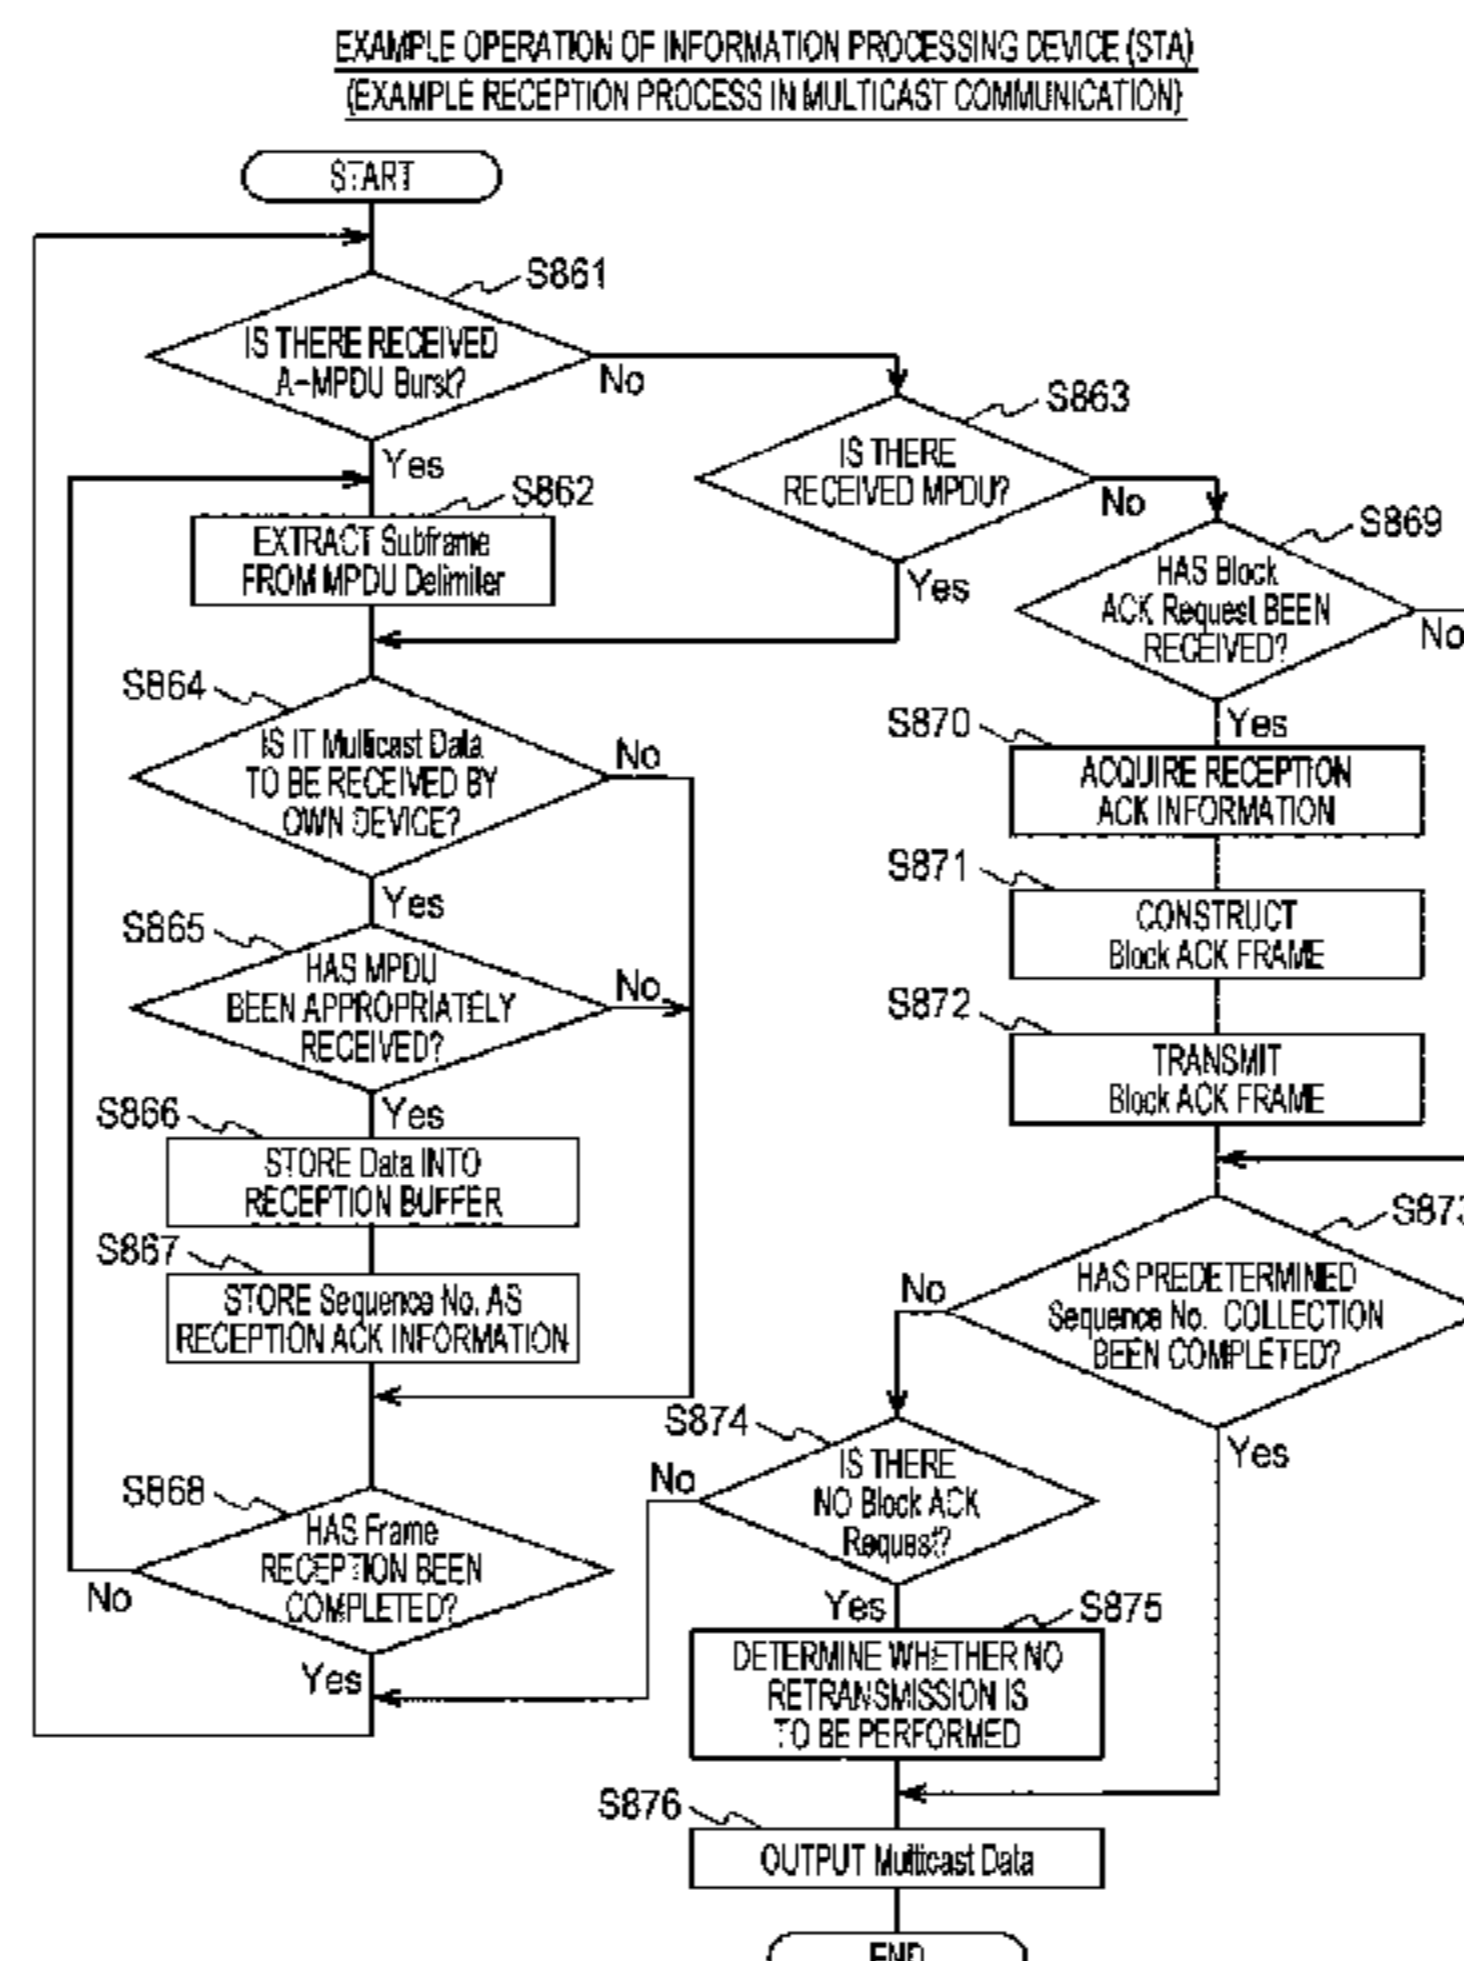 EXAMPLE OPERATION OF INFORMATION PROCESSING DEVICE (STA)
(EXAMPLE RECEPTION PROCESS IN MULTICAST COMMUNICATION)
START
S861
IS THERE RECEIVED
A-MPDU Burst?
No
Yes
S863
IS THERE
RECEIVED MPDU?
No
Yes
S862
EXTRACT Subframe
FROM MPDU Delimiter
S869
HAS Block
ACK Request BEEN
RECEIVED?
No
Yes
S864
IS IT Multicast Data
TO BE RECEIVED BY
OWN DEVICE?
No
Yes
S870
ACQUIRE RECEPTION
ACK INFORMATION
S871
CONSTRUCT
Block ACK FRAME
S865
HAS MPDU
BEEN APPROPRIATELY
RECEIVED?
No
Yes
S872
TRANSMIT
Block ACK FRAME
S866
STORE Data INTO
RECEPTION BUFFER
S867
STORE Sequence No. AS
RECEPTION ACK INFORMATION
S873
HAS PREDETERMINED
Sequence No. COLLECTION
BEEN COMPLETED?
No
Yes
S874
IS THERE
NO Block ACK
Request?
No
Yes
S868
HAS Frame
RECEPTION BEEN
COMPLETED?
No
Yes
S875
DETERMINE WHETHER NO
RETRANSMISSION IS
TO BE PERFORMED
S876
OUTPUT Multicast Data
END